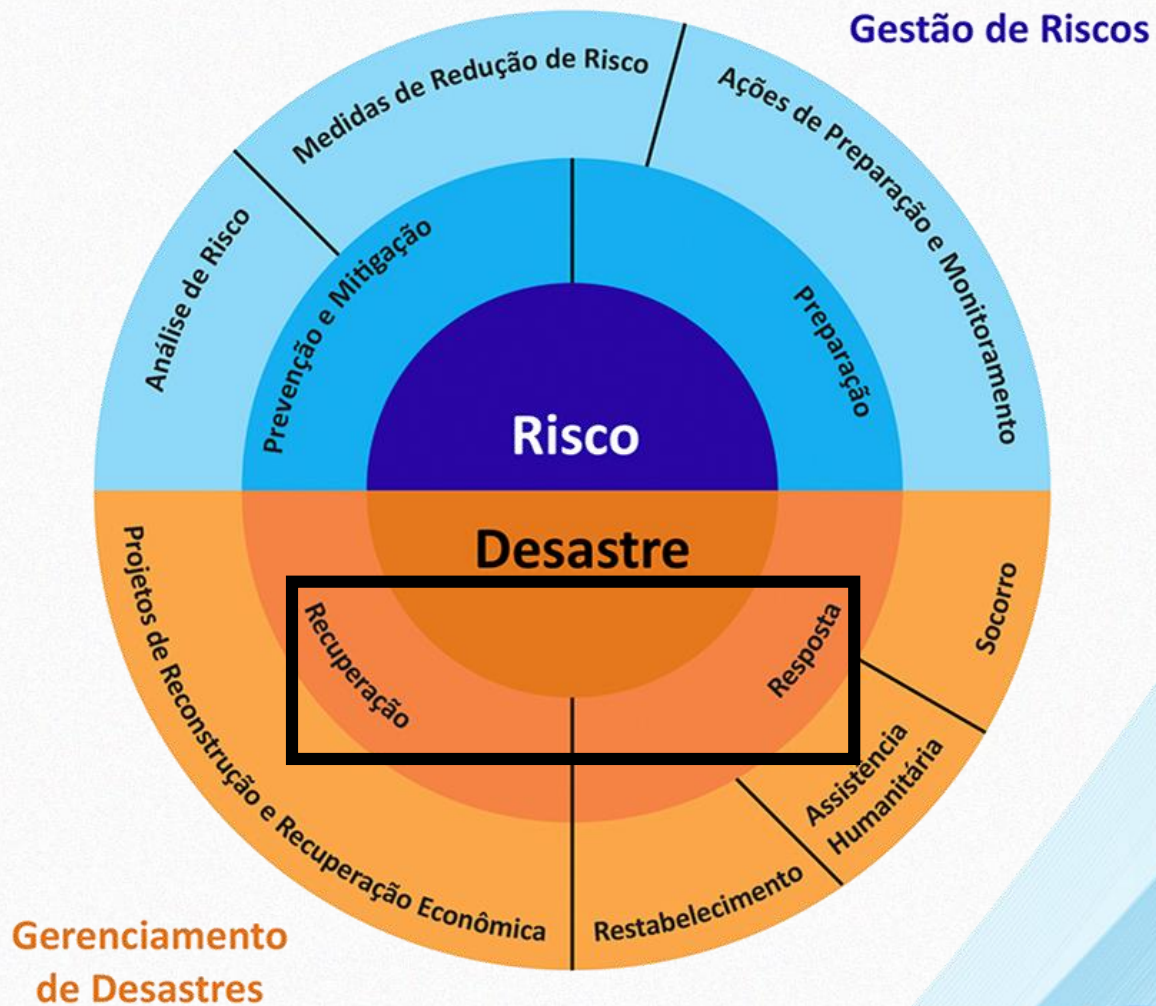 Gestão de Riscos
Medidas de Redução de Risco
Ações de Preparação e Monitoramento
Análise de Risco
Prevenção e Mitigação
Preparação
Risco
Desastre
Recuperação
Resposta
Socorro
Projetos de Reconstrução e Recuperação Econômica
Assistência
Humanitária
Restabelecimento
Gerenciamento
de Desastres